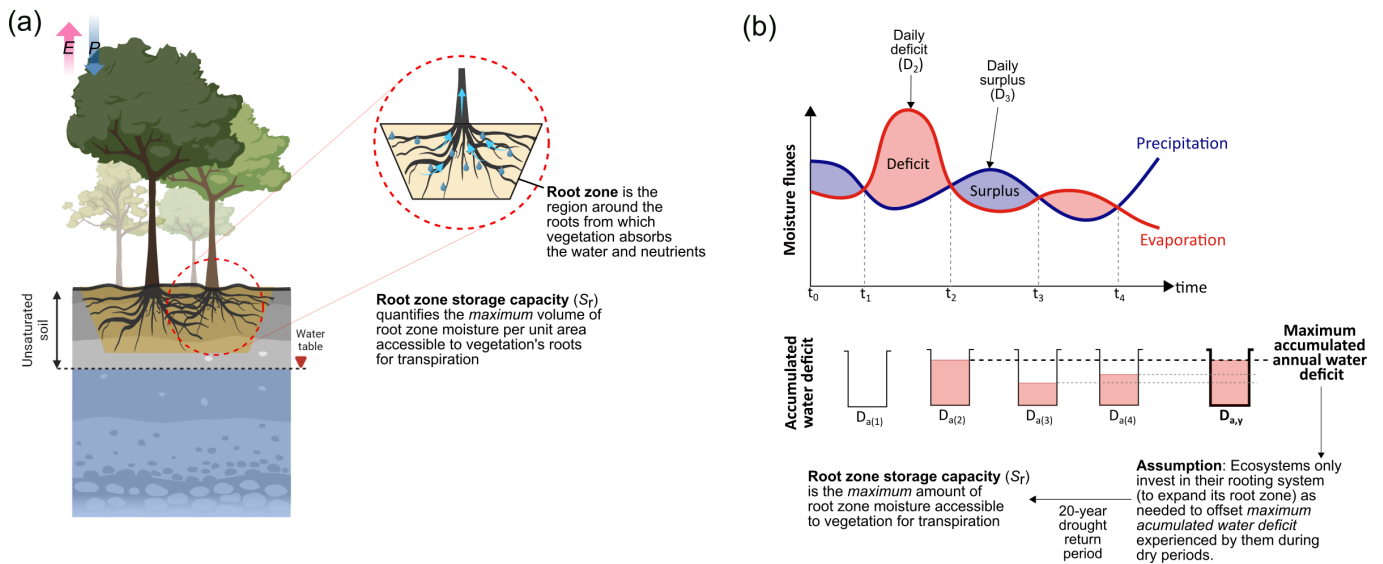 (a)
E P
Root zone is the
region around the
roots from which
vegetation absorbs
the water and neutrients
Unsaturated
soil
Water
table
Root zone storage capacity (Sr)
quantifies the maximum volume of
root zone moisture per unit area
accessible to vegetation's roots
for transpiration
(b)
Daily
deficit
(D2)
Daily
surplus
(D3)
Moisture fluxes
Deficit
Surplus
Precipitation
Evaporation
t0 t1 t2 t3 t4 time
Accumulated
water deficit
Da(1) Da(2) Da(3) Da(4) Da,y
Maximum
accumulated
annual water
deficit
Root zone storage capacity (Sr)
is the maximum amount of
root zone moisture accessible
to vegetation for transpiration
20-year
drought
return
period
Assumption: Ecosystems only
invest in their rooting system
(to expand its root zone) as
needed to offset maximum
acumulated water deficit
experienced by them during
dry periods.